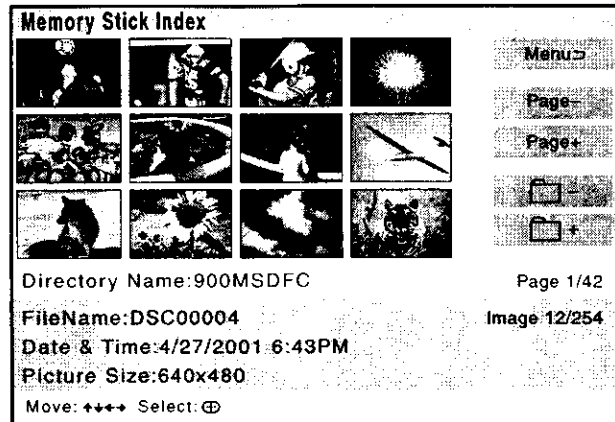 Memory Stick Index
Menu⮌
Page−
Page+
−
+
Directory Name:900MSDFC
Page 1/42
FileName:DSC00004
Image 12/254
Date & Time:4/27/2001 6:43PM
Picture Size:640x480
Move: ↑↓←→ Select: ⊕